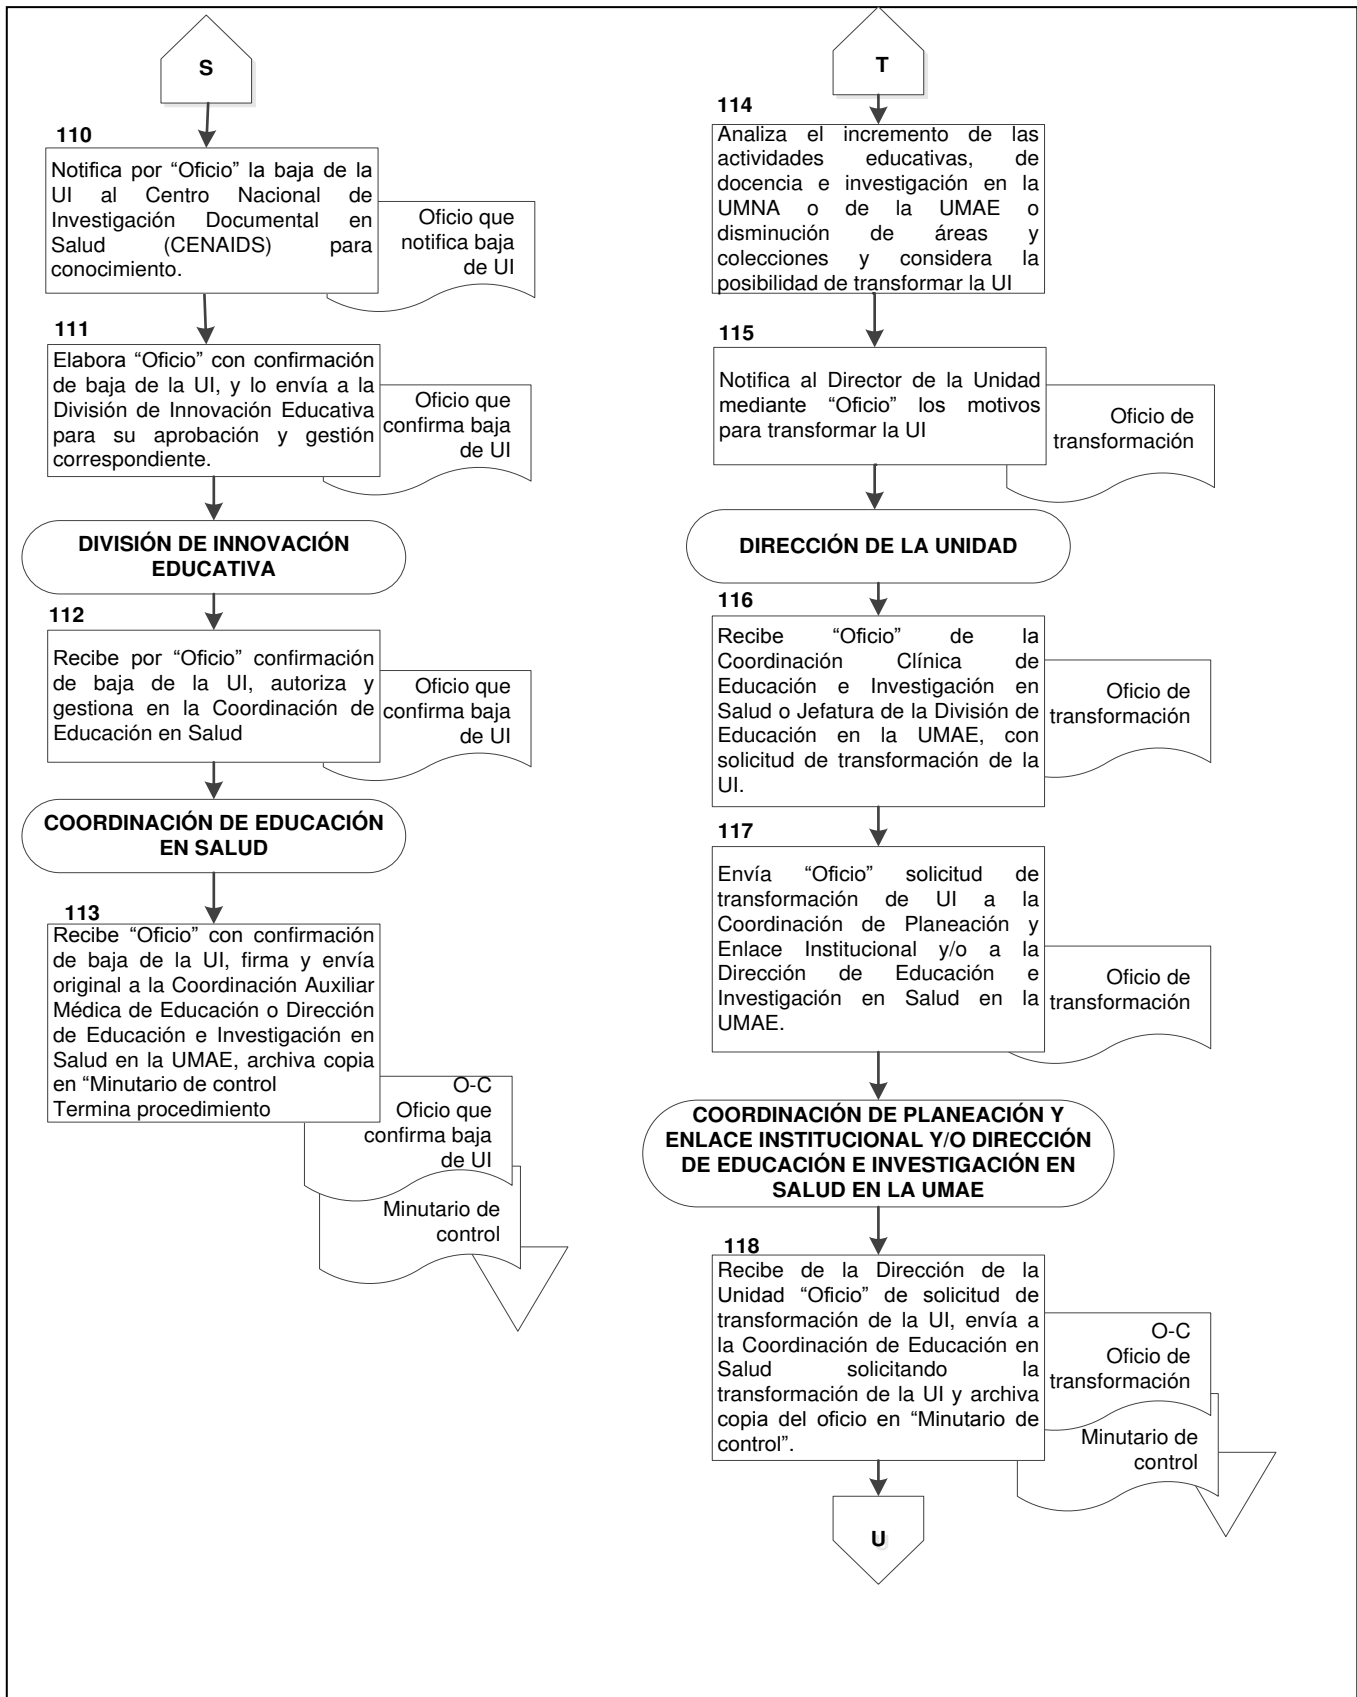 S
110
Notifica por “Oficio” la baja de la
UI al Centro Nacional de
Investigación Documental en
Salud (CENAIDS) para
conocimiento.
Oficio que
notifica baja
de UI
111
Elabora “Oficio” con confirmación
de baja de la UI, y lo envía a la
División de Innovación Educativa
para su aprobación y gestión
correspondiente.
Oficio que
confirma baja
de UI
DIVISIÓN DE INNOVACIÓN
EDUCATIVA
112
Recibe por “Oficio” confirmación
de baja de la UI, autoriza y
gestiona en la Coordinación de
Educación en Salud
Oficio que
confirma baja
de UI
COORDINACIÓN DE EDUCACIÓN
EN SALUD
113
Recibe “Oficio” con confirmación
de baja de la UI, firma y envía
original a la Coordinación Auxiliar
Médica de Educación o Dirección
de Educación e Investigación en
Salud en la UMAE, archiva copia
en “Minutario de control
Termina procedimiento
O-C
Oficio que
confirma baja
de UI
Minutario de
control
T
114
Analiza el incremento de las
actividades educativas, de
docencia e investigación en la
UMNA o de la UMAE o
disminución de áreas y
colecciones y considera la
posibilidad de transformar la UI
115
Notifica al Director de la Unidad
mediante “Oficio” los motivos
para transformar la UI
Oficio de
transformación
DIRECCIÓN DE LA UNIDAD
116
Recibe “Oficio” de la
Coordinación Clínica de
Educación e Investigación en
Salud o Jefatura de la División de
Educación en la UMAE, con
solicitud de transformación de la
UI.
Oficio de
transformación
117
Envía “Oficio” solicitud de
transformación de UI a la
Coordinación de Planeación y
Enlace Institucional y/o a la
Dirección de Educación e
Investigación en Salud en la
UMAE.
Oficio de
transformación
COORDINACIÓN DE PLANEACIÓN Y
ENLACE INSTITUCIONAL Y/O DIRECCIÓN
DE EDUCACIÓN E INVESTIGACIÓN EN
SALUD EN LA UMAE
118
Recibe de la Dirección de la
Unidad “Oficio” de solicitud de
transformación de la UI, envía a
la Coordinación de Educación en
Salud solicitando la
transformación de la UI y archiva
copia del oficio en “Minutario de
control”.
O-C
Oficio de
transformación
Minutario de
control
U